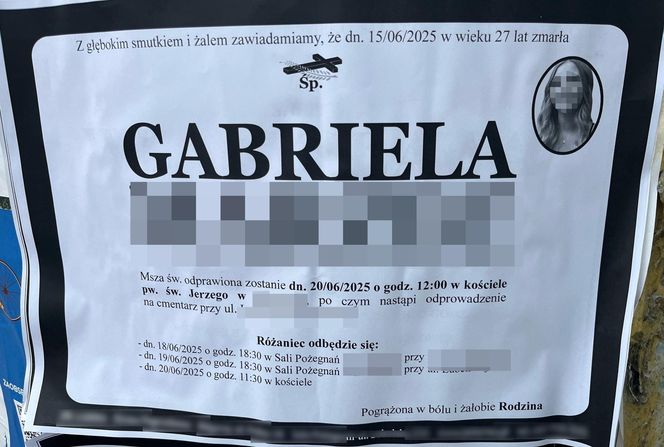 Z głębokim smutkiem i żalem zawiadamiamy, że dn. 15/06/2025 w wieku 27 lat zmarła
Śp.
GABRIELA
Msza św. odprawiona zostanie dn. 20/06/2025 o godz. 12:00 w kościele
pw. św. Jerzego w , po czym nastąpi odprowadzenie
na cmentarz przy ul.
Różaniec odbędzie się:
- dn. 18/06/2025 o godz. 18:30 w Sali Pożegnań przy
- dn. 19/06/2025 o godz. 18:30 w Sali Pożegnań przy
- dn. 20/06/2025 o godz. 11:30 w kościele
Pogrążona w bólu i żałobie Rodzina